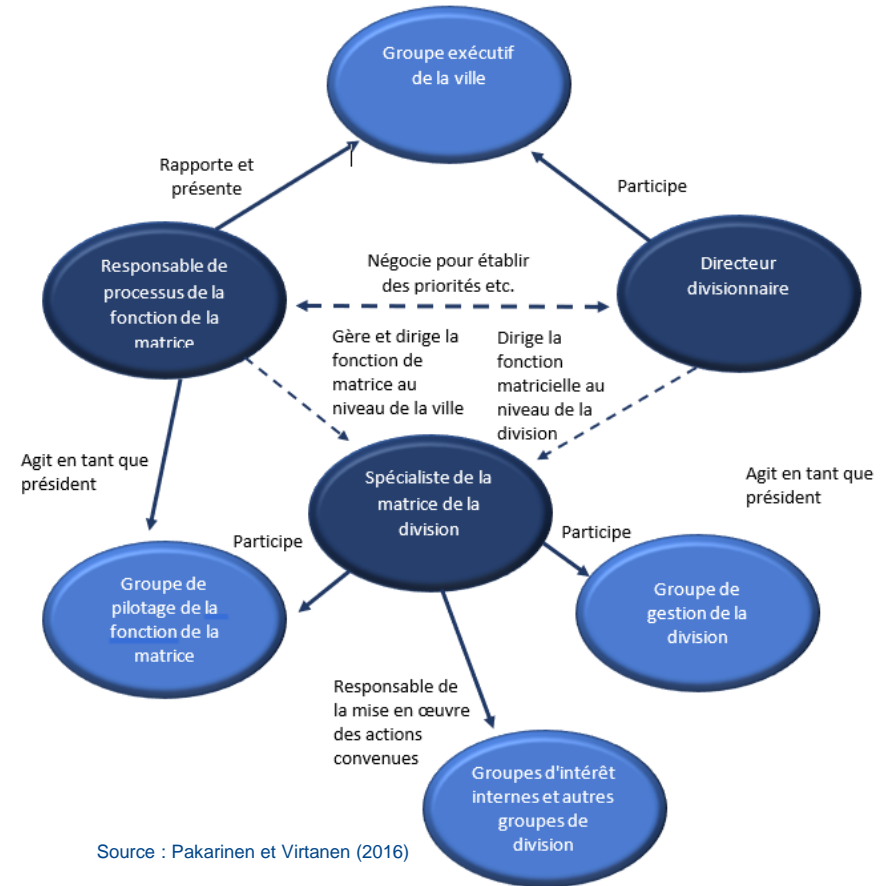 Groupe exécutif
de la ville
Rapporte et
présente
Participe
Responsable de
processus de la
fonction de la
matrice
Négocie pour établir
des priorités etc.
Directeur
divisionnaire
Gère et dirige la
fonction de
matrice au
niveau de la ville
Dirige la
fonction
matricielle au
niveau de la
division
Agit en tant que
président
Spécialiste de la
matrice de la
division
Agit en tant que
président
Participe
Participe
Groupe de
pilotage de la
fonction de la
matrice
Groupe de
gestion de la
division
Responsable de
la mise en œuvre
des actions
convenues
Groupes d'intérêt
internes et autres
groupes de
division
Source : Pakarinen et Virtanen (2016)